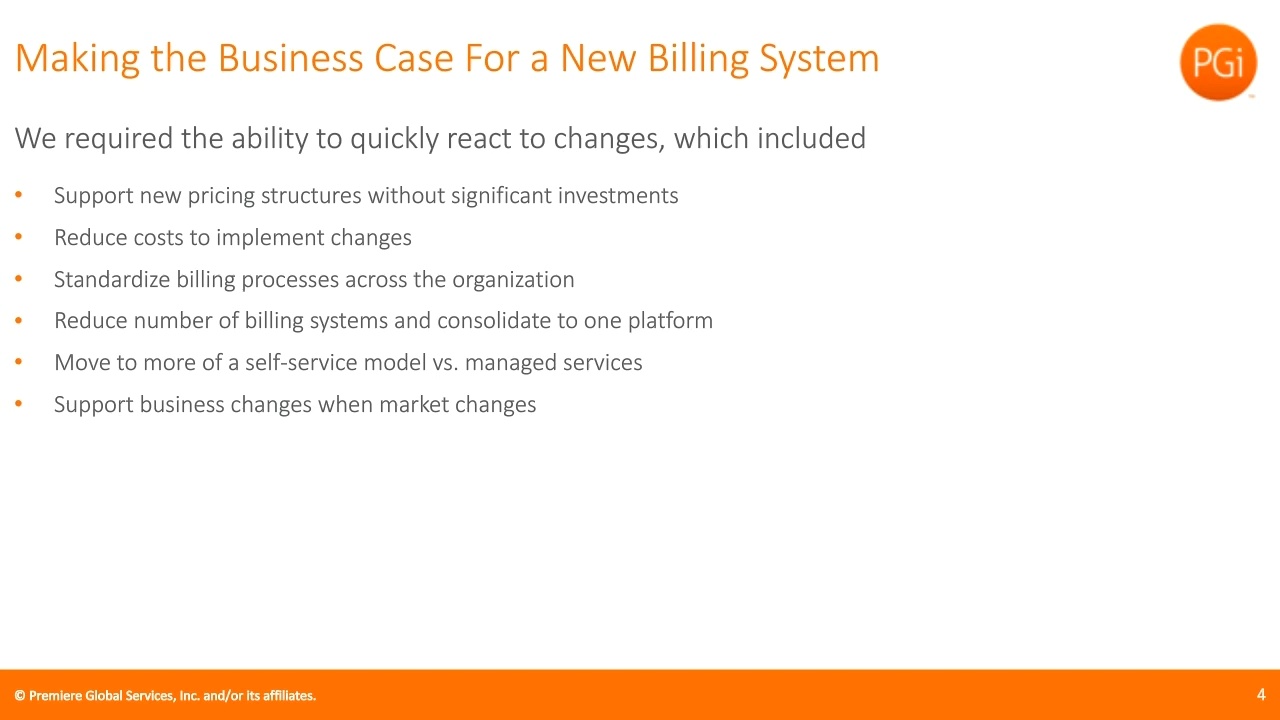 Making the Business Case For a New Billing System
PGi
We required the ability to quickly react to changes, which included
• Support new pricing structures without significant investments
• Reduce costs to implement changes
• Standardize billing processes across the organization
• Reduce number of billing systems and consolidate to one platform
• Move to more of a self-service model vs. managed services
• Support business changes when market changes
© Premiere Global Services, Inc. and/or its affiliates.
4